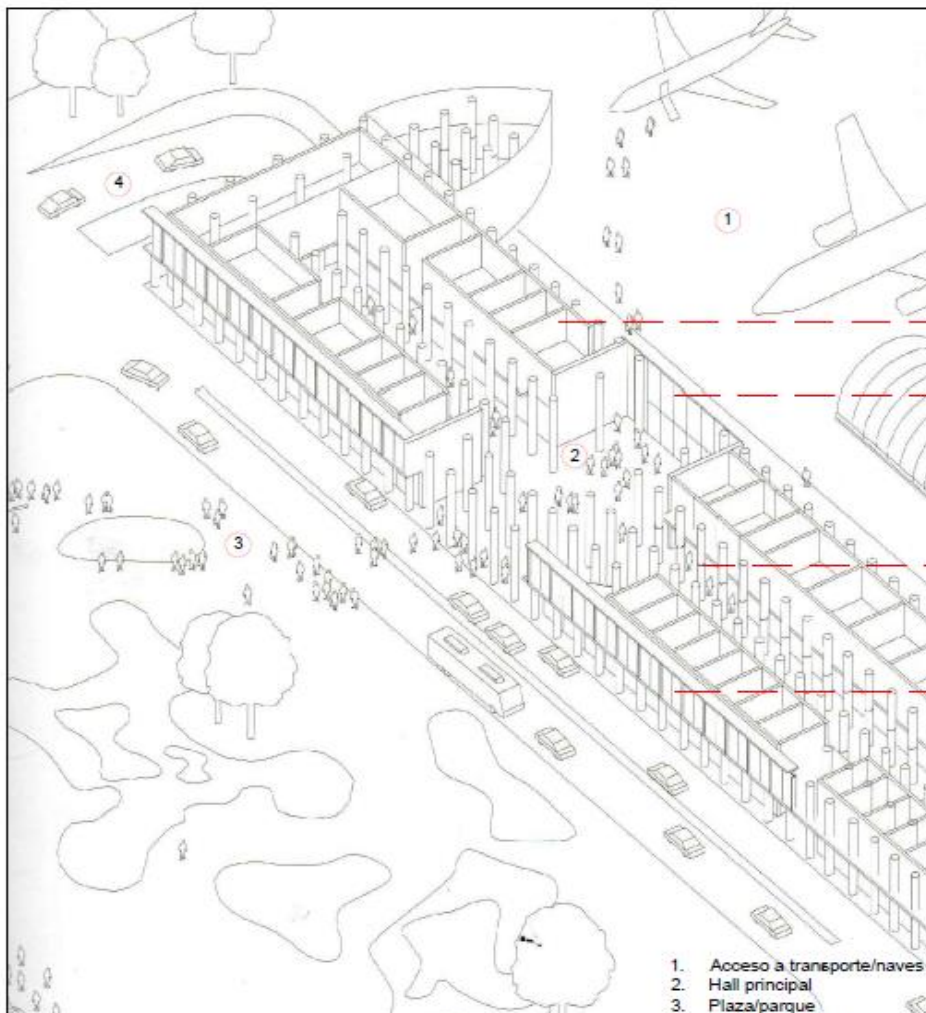 4
1
2
3
1. Acceso a transporte/naves
2. Hall principal
3. Plaza/parque